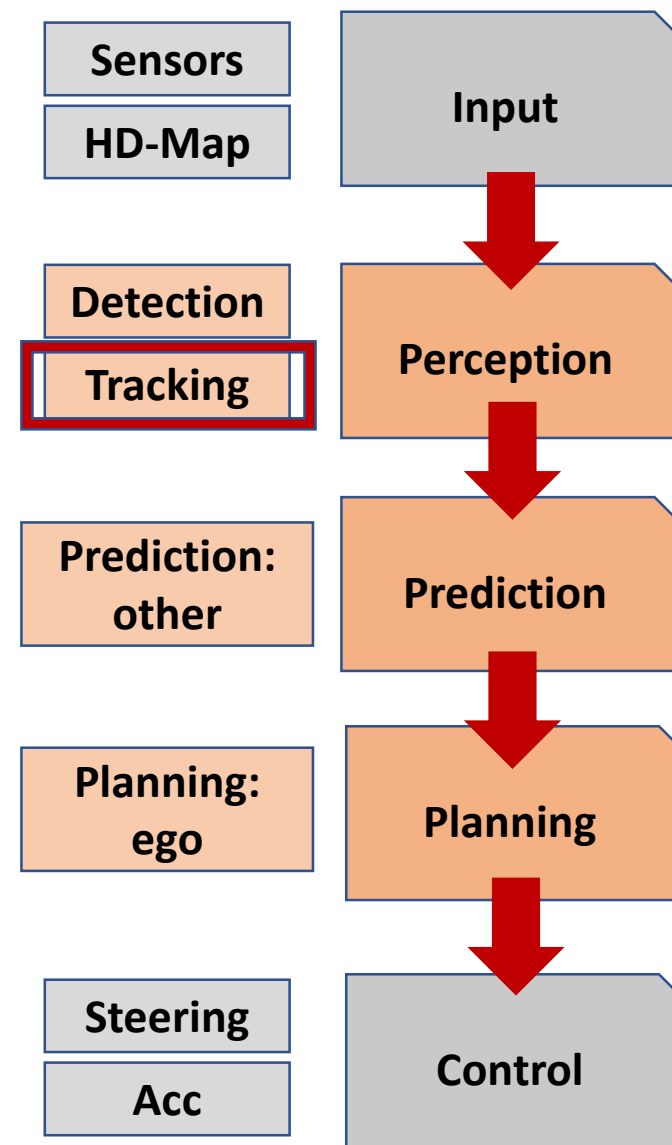 Sensors
HD-Map
Input
Detection
Tracking
Perception
Prediction:
other
Prediction
Planning:
ego
Planning
Steering
Acc
Control